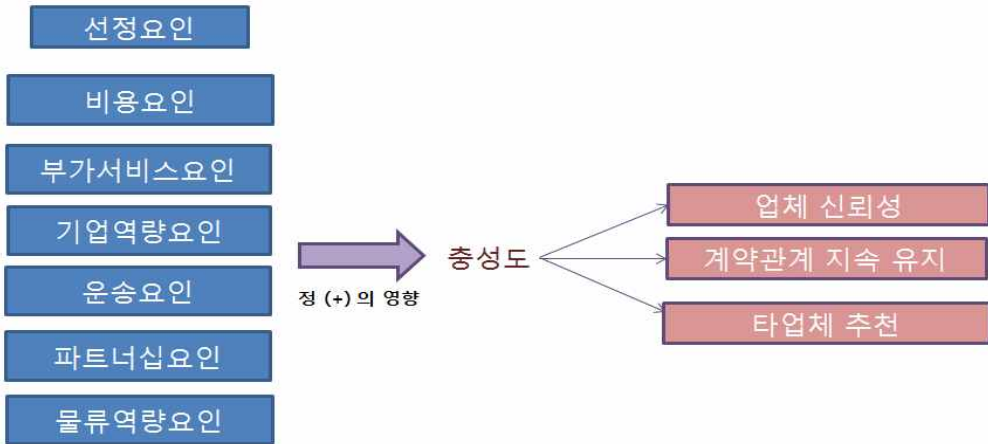 선정요인
비용요인
부가서비스요인
기업역량요인
운송요인
파트너십요인
물류역량요인
정 (+) 의 영향
충성도
업체 신뢰성
계약관계 지속 유지
타업체 추천